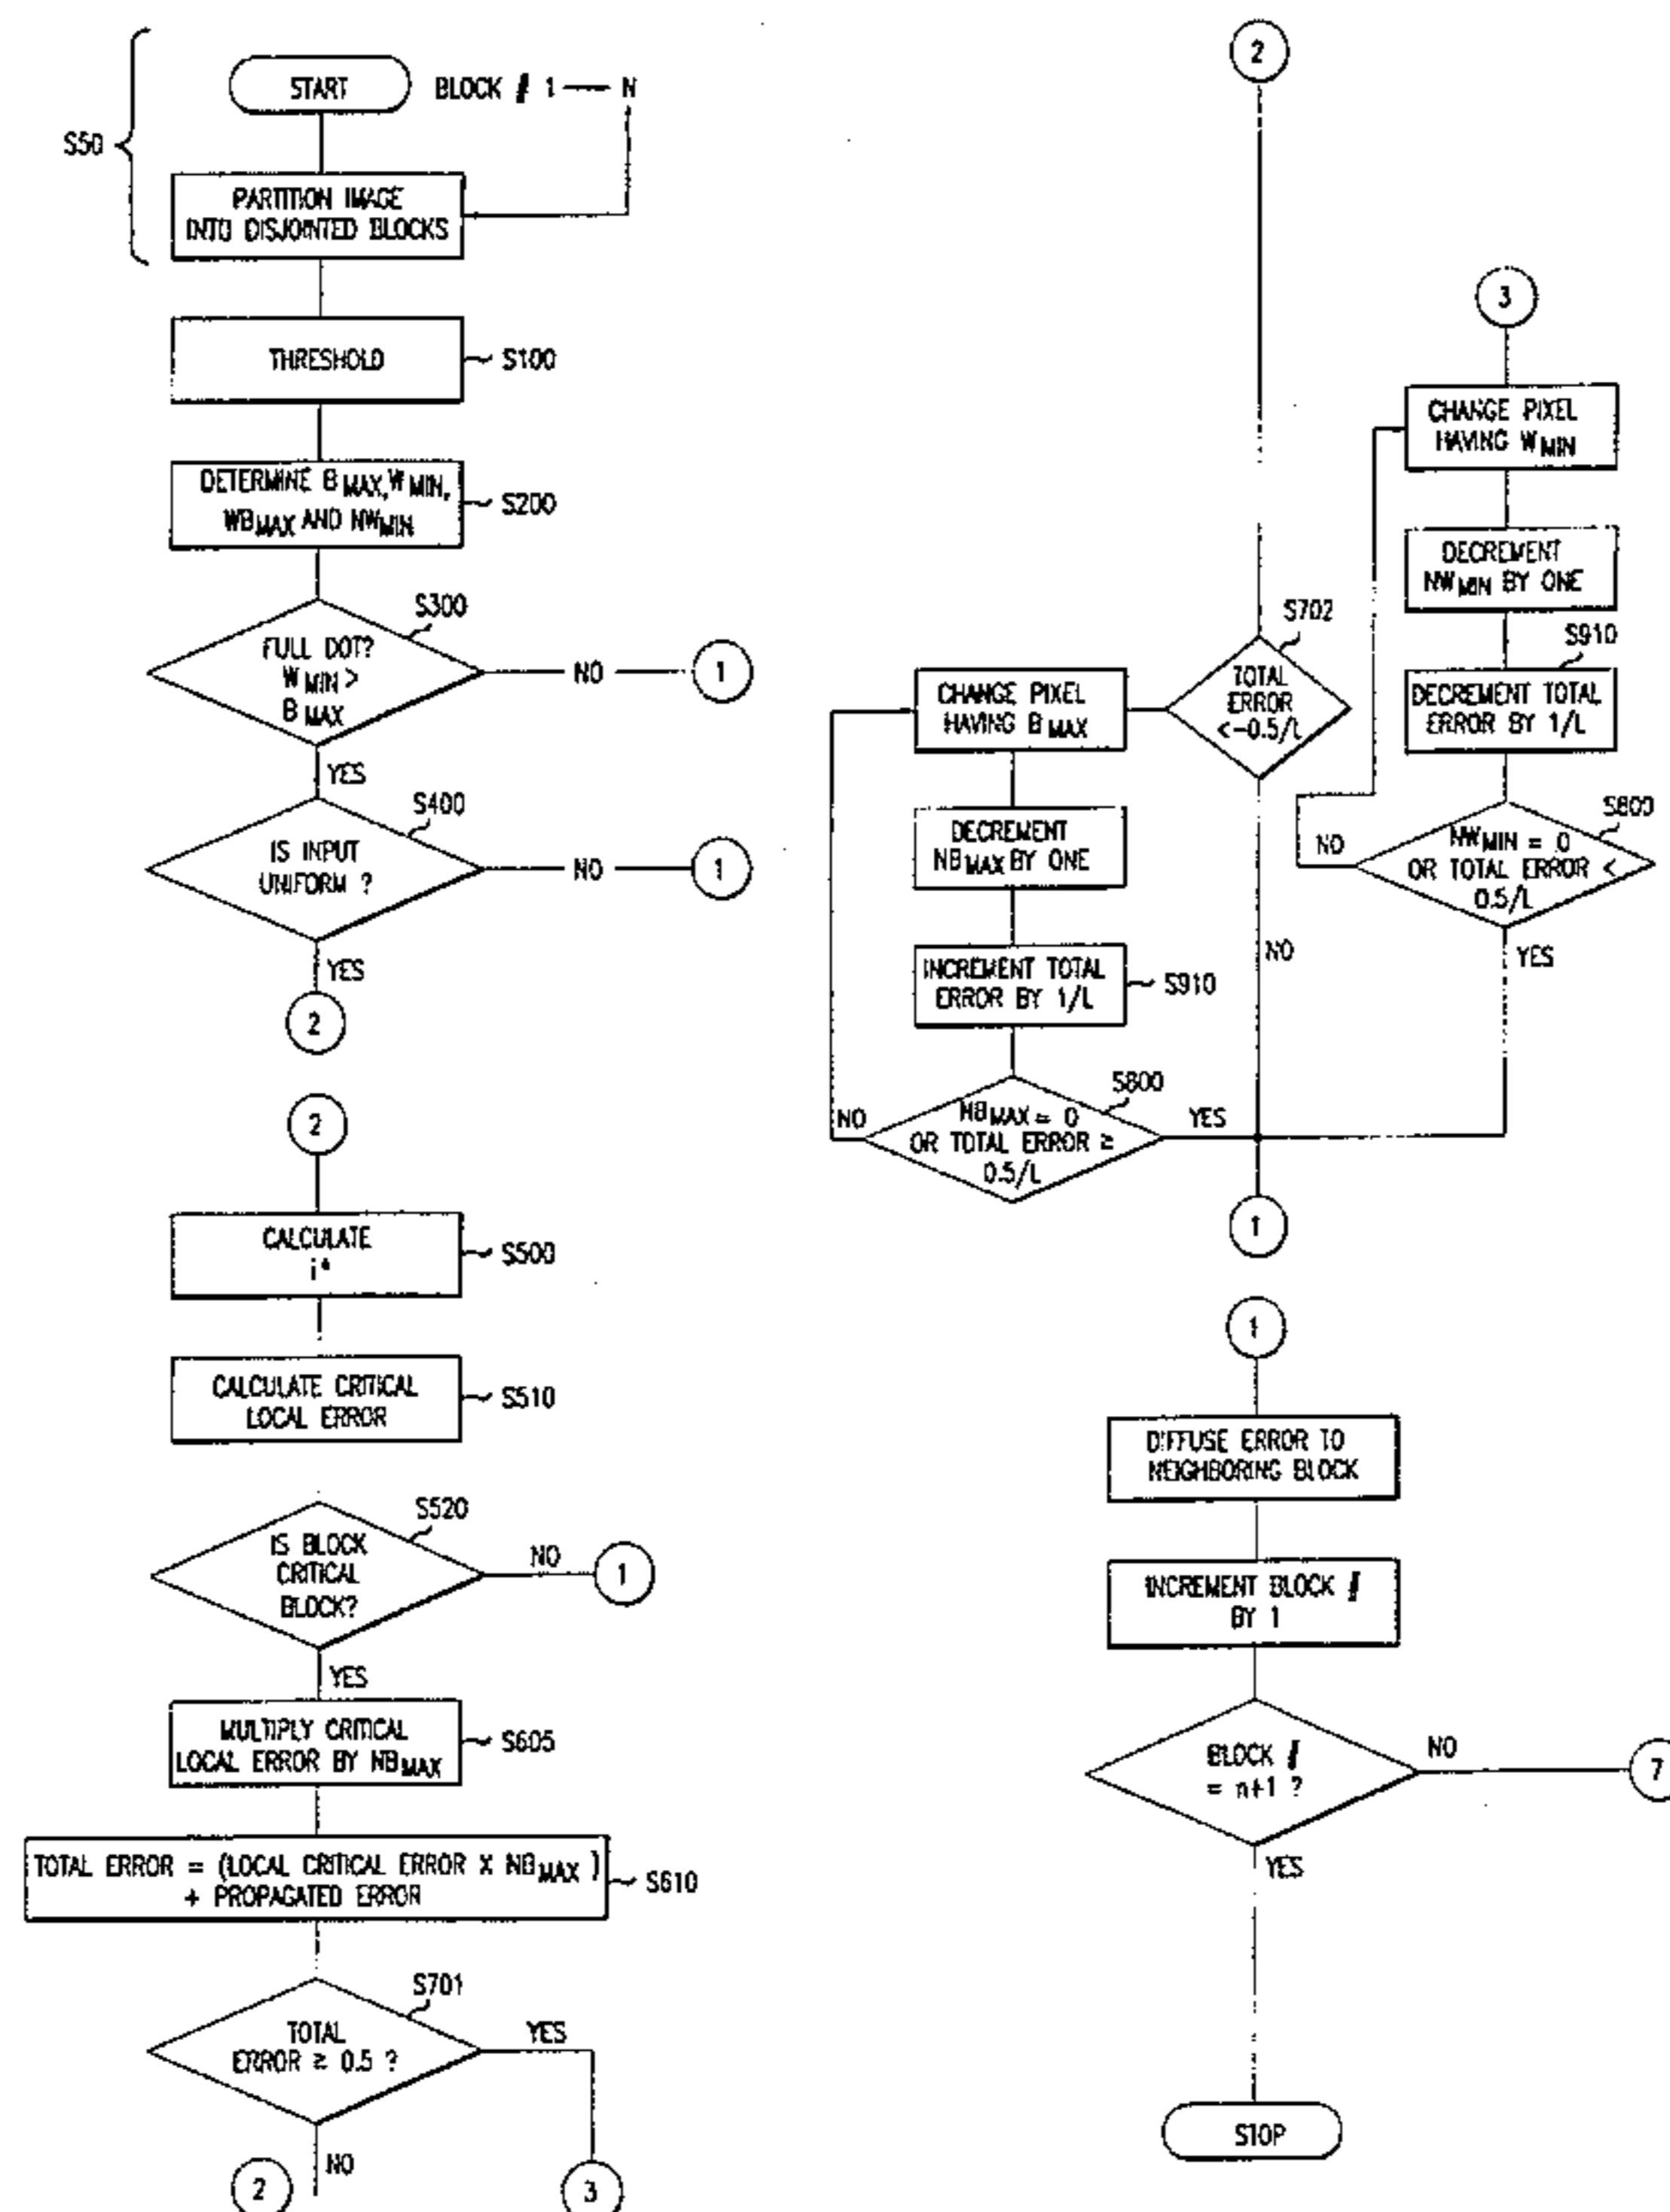 START
BLOCK # 1 — N
S50
PARTITION IMAGE
INTO DISJOINTED BLOCKS
THRESHOLD
S100
DETERMINE B MAX, W MIN,
WB MAX AND NW MIN
S200
S300
FULL DOT?
W MIN >
B MAX
NO
1
YES
S400
IS INPUT
UNIFORM ?
NO
1
YES
2
2
CALCULATE
i*
S500
CALCULATE CRITICAL
LOCAL ERROR
S510
S520
IS BLOCK
CRITICAL
BLOCK?
NO
1
YES
MULTIPLY CRITICAL
LOCAL ERROR BY NB MAX
S605
TOTAL ERROR = (LOCAL CRITICAL ERROR X NB MAX )
+ PROPAGATED ERROR
S610
S701
TOTAL
ERROR ≥ 0.5 ?
YES
NO
2
3
2
S702
TOTAL
ERROR
<-0.5/L
CHANGE PIXEL
HAVING B MAX
DECREMENT
NB MAX BY ONE
INCREMENT TOTAL
ERROR BY 1/L
S910
NO
S800
NB MAX = 0
OR TOTAL ERROR ≥
0.5/L
NO
YES
3
CHANGE PIXEL
HAVING W MIN
DECREMENT
NW MIN BY ONE
S910
DECREMENT TOTAL
ERROR BY 1/L
S800
NW MIN = 0
OR TOTAL ERROR <
0.5/L
NO
YES
1
1
DIFFUSE ERROR TO
NEIGHBORING BLOCK
INCREMENT BLOCK #
BY 1
BLOCK #
= n+1 ?
NO
7
YES
STOP